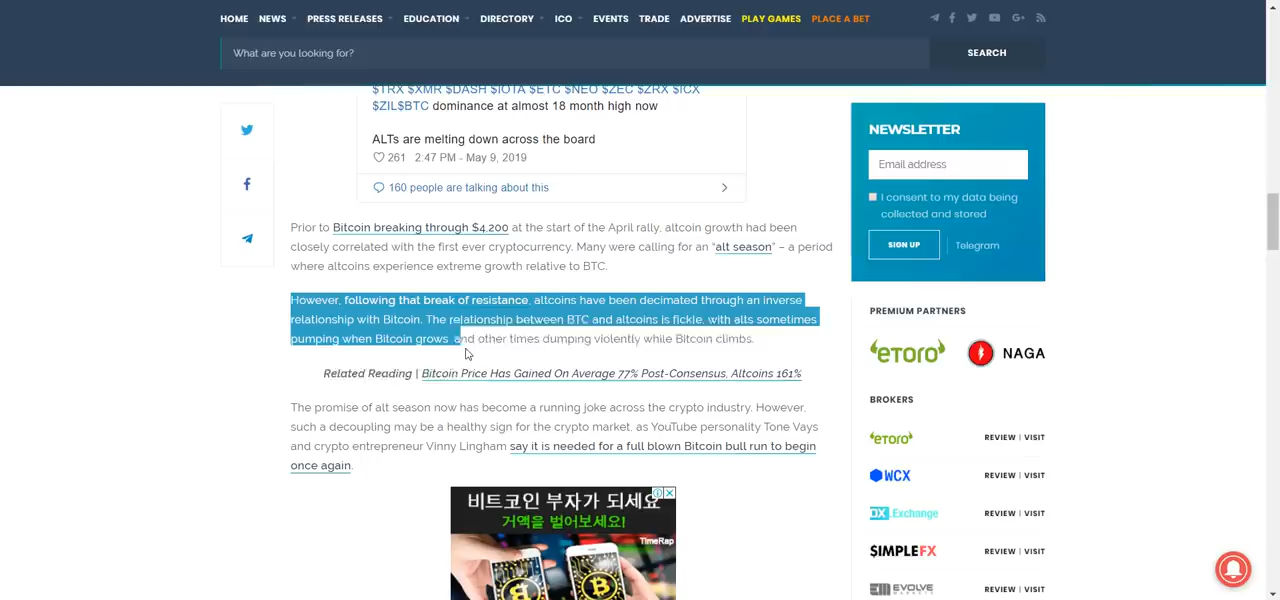 HOME NEWS PRESS RELEASES EDUCATION DIRECTORY ICO EVENTS TRADE ADVERTISE PLAY GAMES PLACE A BET
What are you looking for?
SEARCH
$TRX $XMR $DASH $IOTA $ETC $NEO $ZEC $ZRX $ICX
$ZIL$BTC dominance at almost 18 month high now
ALTs are melting down across the board
261 2:47 PM - May 9, 2019
160 people are talking about this
Prior to Bitcoin breaking through $4,200 at the start of the April rally, altcoin growth had been
closely correlated with the first ever cryptocurrency. Many were calling for an “alt season” – a period
where altcoins experience extreme growth relative to BTC.
However, following that break of resistance, altcoins have been decimated through an inverse
relationship with Bitcoin. The relationship between BTC and altcoins is fickle, with alts sometimes
pumping when Bitcoin grows and other times dumping violently while Bitcoin climbs.
Related Reading | Bitcoin Price Has Gained On Average 77% Post-Consensus, Altcoins 161%
The promise of alt season now has become a running joke across the crypto industry. However,
such a decoupling may be a healthy sign for the crypto market, as YouTube personality Tone Vays
and crypto entrepreneur Vinny Lingham say it is needed for a full blown Bitcoin bull run to begin
once again.
비트코인 부자가 되세요
거액을 벌어보세요!
TimeRap
NEWSLETTER
Email address
I consent to my data being
collected and stored
SIGN UP
Telegram
PREMIUM PARTNERS
eToro
NAGA
BROKERS
eToro REVIEW | VISIT
WCX REVIEW | VISIT
DX.Exchange REVIEW | VISIT
$IMPLEFX REVIEW | VISIT
EVOLVE MARKETS REVIEW | VISIT